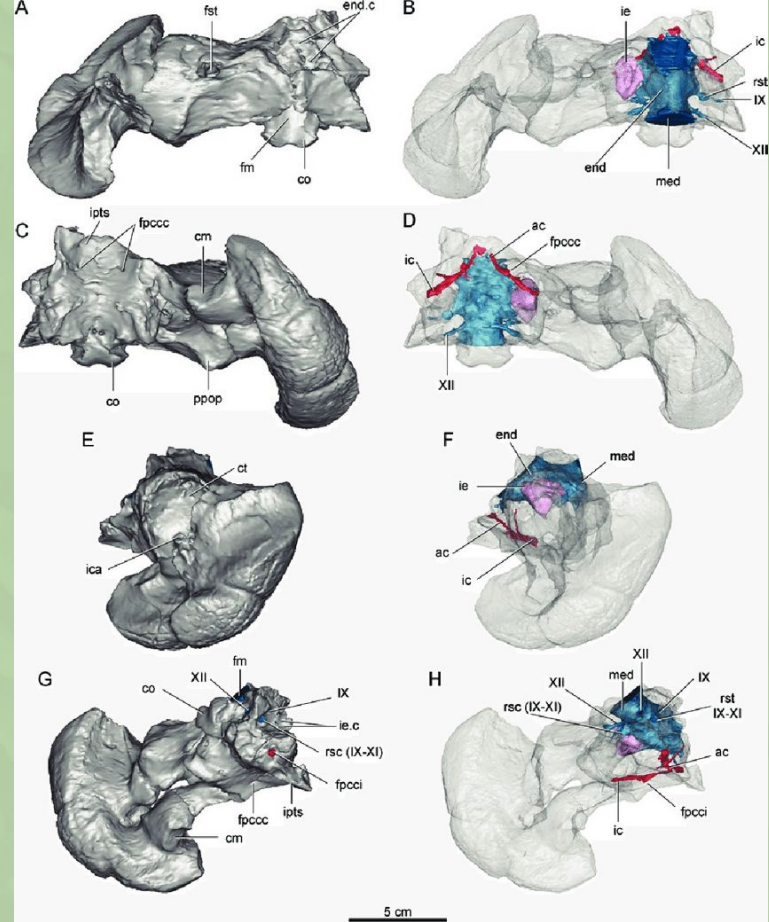 A
fst
end.c
fm
co
B
ie
ic
rst
IX
XII
end
med
C
ipts
fpccc
cm
co
ppop
D
ac
fpccc
ic
XII
E
ct
ica
F
end
med
ie
ac
ic
G
fm
XII
IX
co
ie.c
rsc (IX-XI)
fpcci
ipts
fpccc
cm
H
XII
med
XII
IX
rst
IX-XI
rsc (IX-XI)
ac
fpcci
ic
5 cm